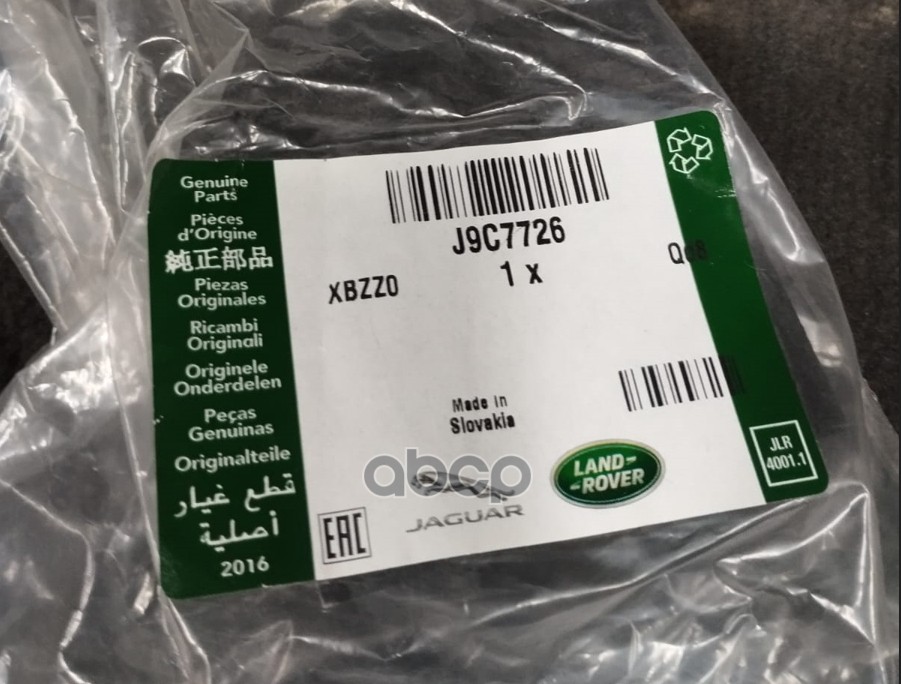 Genuine
Parts
Pièces
d'Origine
純正部品
Piezas
Originales
Ricambi
Originali
Originele
Onderdelen
Peças
Genuinas
Originalteile
قطع غيار
أصلية
2016
J9C7726
1 x
XBZZ0
Made in
Slovakia
abcp
JAGUAR
LAND-
-ROVER
EAC
JLR
4001.1